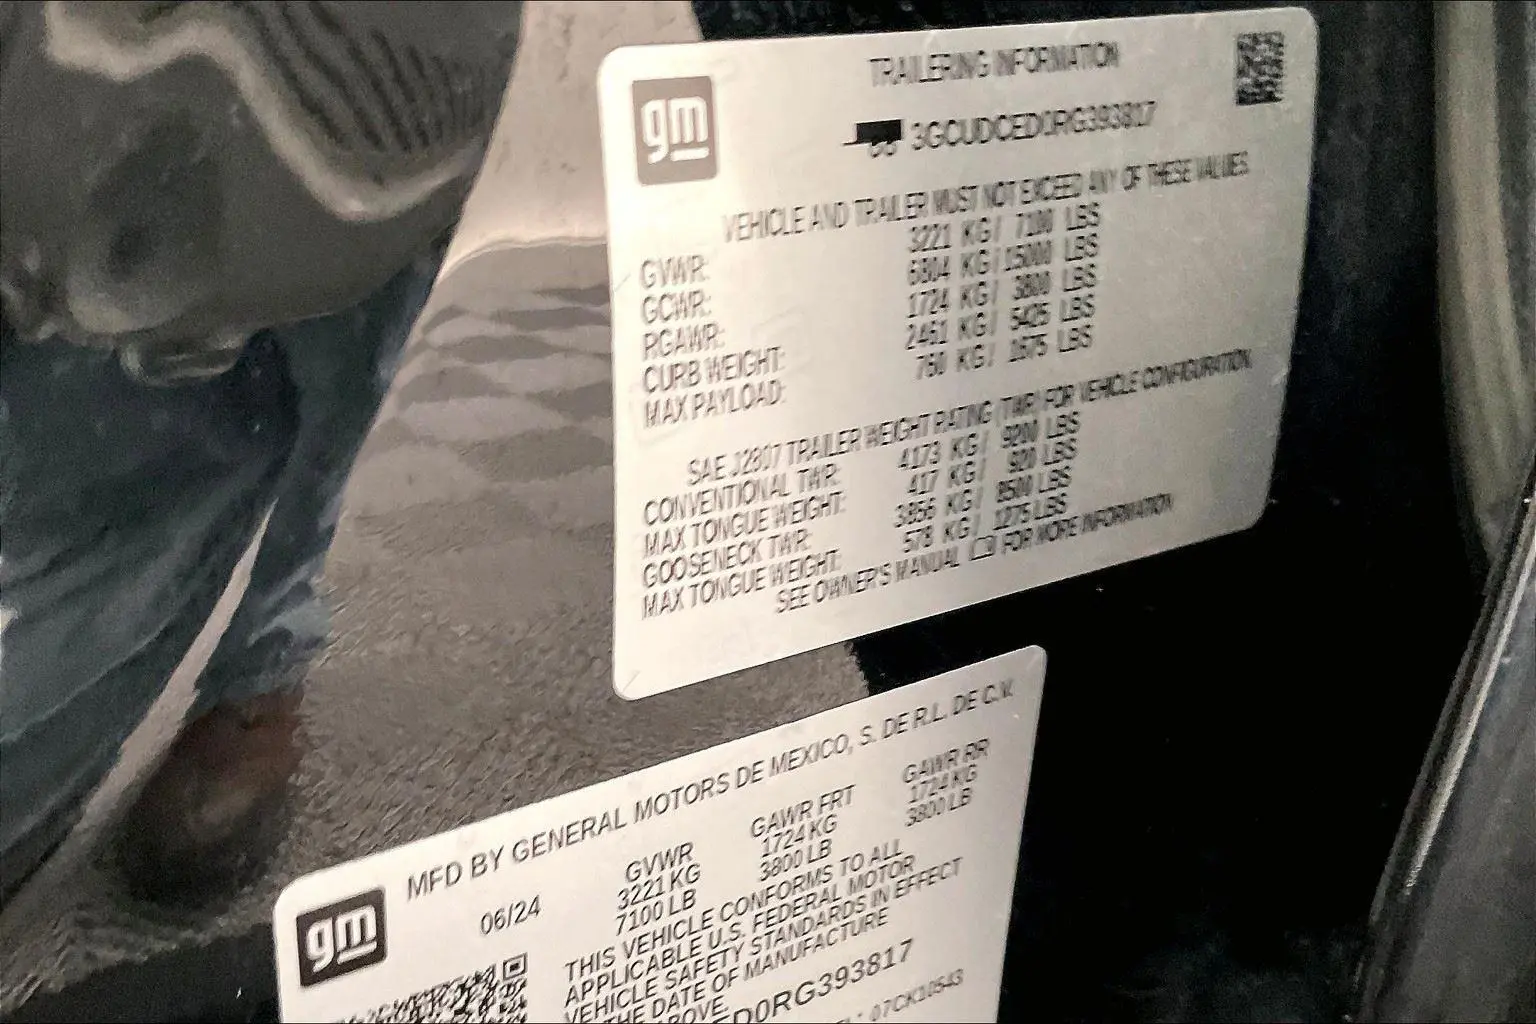 gm
TRAILERING INFORMATION
3GCUDCED0RG393817
VEHICLE AND TRAILER MUST NOT EXCEED ANY OF THESE VALUES
GVWR: 3221 KG/ 7100 LBS
GCWR: 6804 KG/ 15000 LBS
RGAWR: 1724 KG/ 3800 LBS
CURB WEIGHT: 2461 KG/ 5425 LBS
MAX PAYLOAD: 760 KG/ 1675 LBS
SAE J2807 TRAILER WEIGHT RATING (TWR) FOR VEHICLE CONFIGURATION.
CONVENTIONAL TWR: 4173 KG/ 9200 LBS
MAX TONGUE WEIGHT: 417 KG/ 920 LBS
GOOSENECK TWR: 3856 KG/ 8500 LBS
MAX TONGUE WEIGHT: 578 KG/ 1275 LBS
SEE OWNER'S MANUAL FOR MORE INFORMATION
gm
MFD BY GENERAL MOTORS DE MEXICO, S. DE R.L. DE C.V.
06/24 GVWR GAWR FRT GAWR RR
3221 KG 1724 KG 1724 KG
7100 LB 3800 LB 3800 LB
THIS VEHICLE CONFORMS TO ALL
APPLICABLE U.S. FEDERAL MOTOR
VEHICLE SAFETY STANDARDS IN EFFECT
THE DATE OF MANUFACTURE
ABOVE.
ED0RG393817
07CK10543